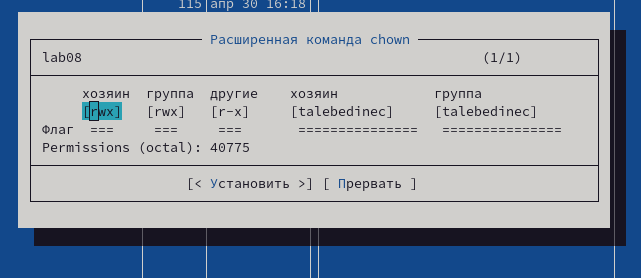 115 апр 30 16:18
Расширенная команда chown
lab08 (1/1)
хозяин группа другие хозяин группа
[rwx] [rwx] [r-x] [talebedinec] [talebedinec]
Флаг === === === =============== ===============
Permissions (octal): 40775
[< Установить >] [ Прервать ]